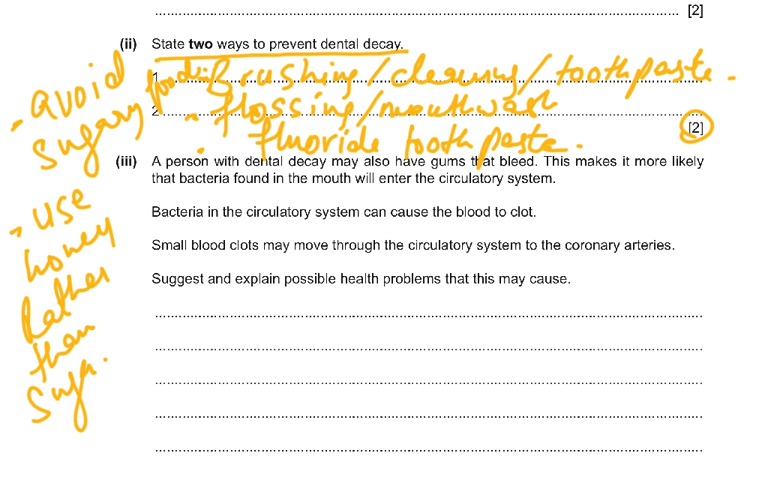 [2]
(ii) State two ways to prevent dental decay.
1 brushing / cleaning / toothpaste.
2 - flossing / mouthwash
- fluoride toothpaste.
[2]
- avoid
sugary food
- use
honey
rather
than
(iii) A person with dental decay may also have gums that bleed. This makes it more likely
that bacteria found in the mouth will enter the circulatory system.
Bacteria in the circulatory system can cause the blood to clot.
Small blood clots may move through the circulatory system to the coronary arteries.
Suggest and explain possible health problems that this may cause.